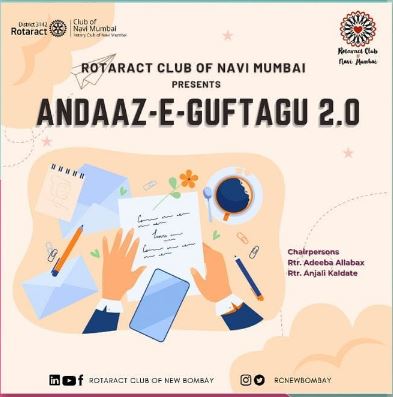 District 3142
Rotaract
Club of
Navi Mumbai
Rotary Club of Navi Mumbai
Rotaract Club
Navi Mumbai
ROTARACT CLUB OF NAVI MUMBAI
PRESENTS
ANDAAZ-E-GUFTAGU 2.0
Chairpersons
Rtr. Adeeba Allabax
Rtr. Anjali Kaldate
ROTARACT CLUB OF NEW BOMBAY
RCNEWBOMBAY